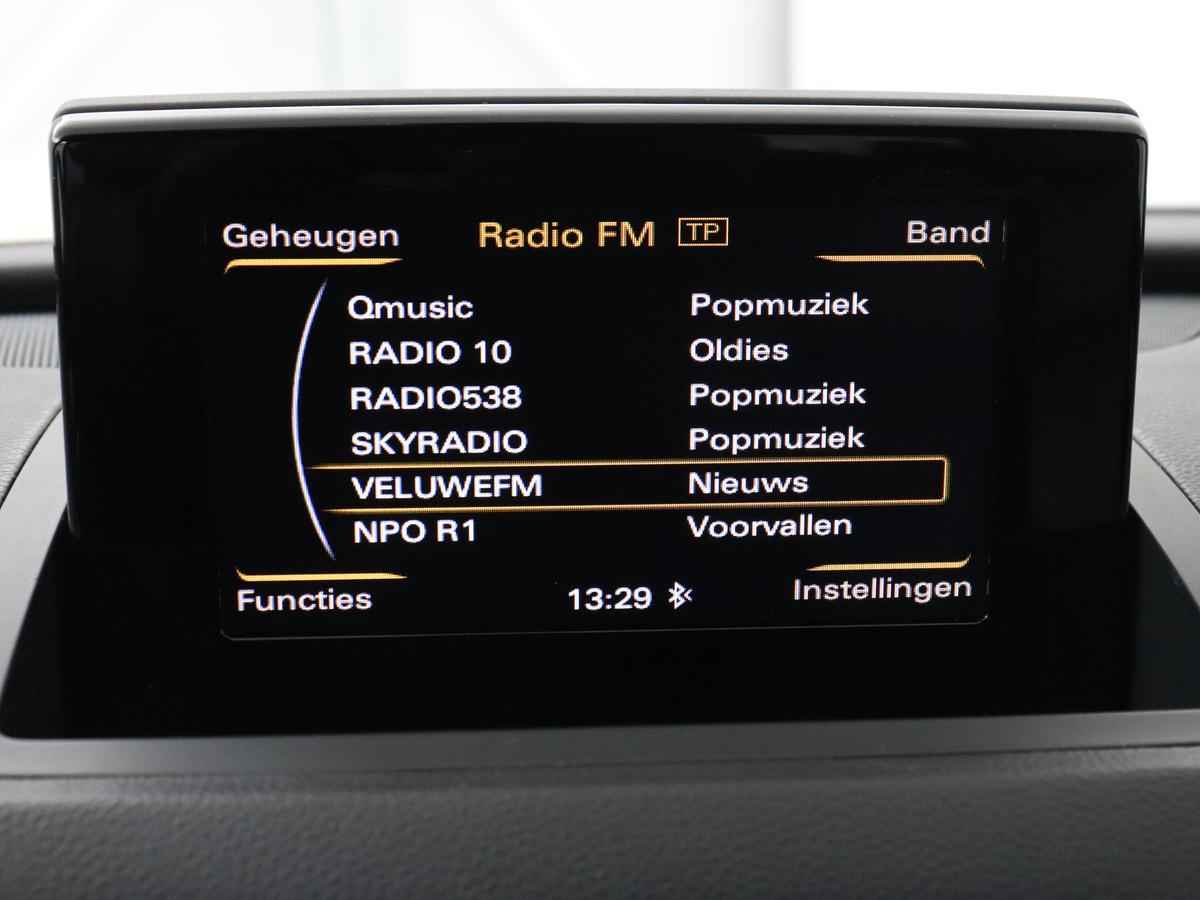 Geheugen Radio FM TP Band
Qmusic Popmuziek
RADIO 10 Oldies
RADIO538 Popmuziek
SKYRADIO Popmuziek
VELUWEFM Nieuws
NPO R1 Voorvallen
Functies 13:29 Instellingen